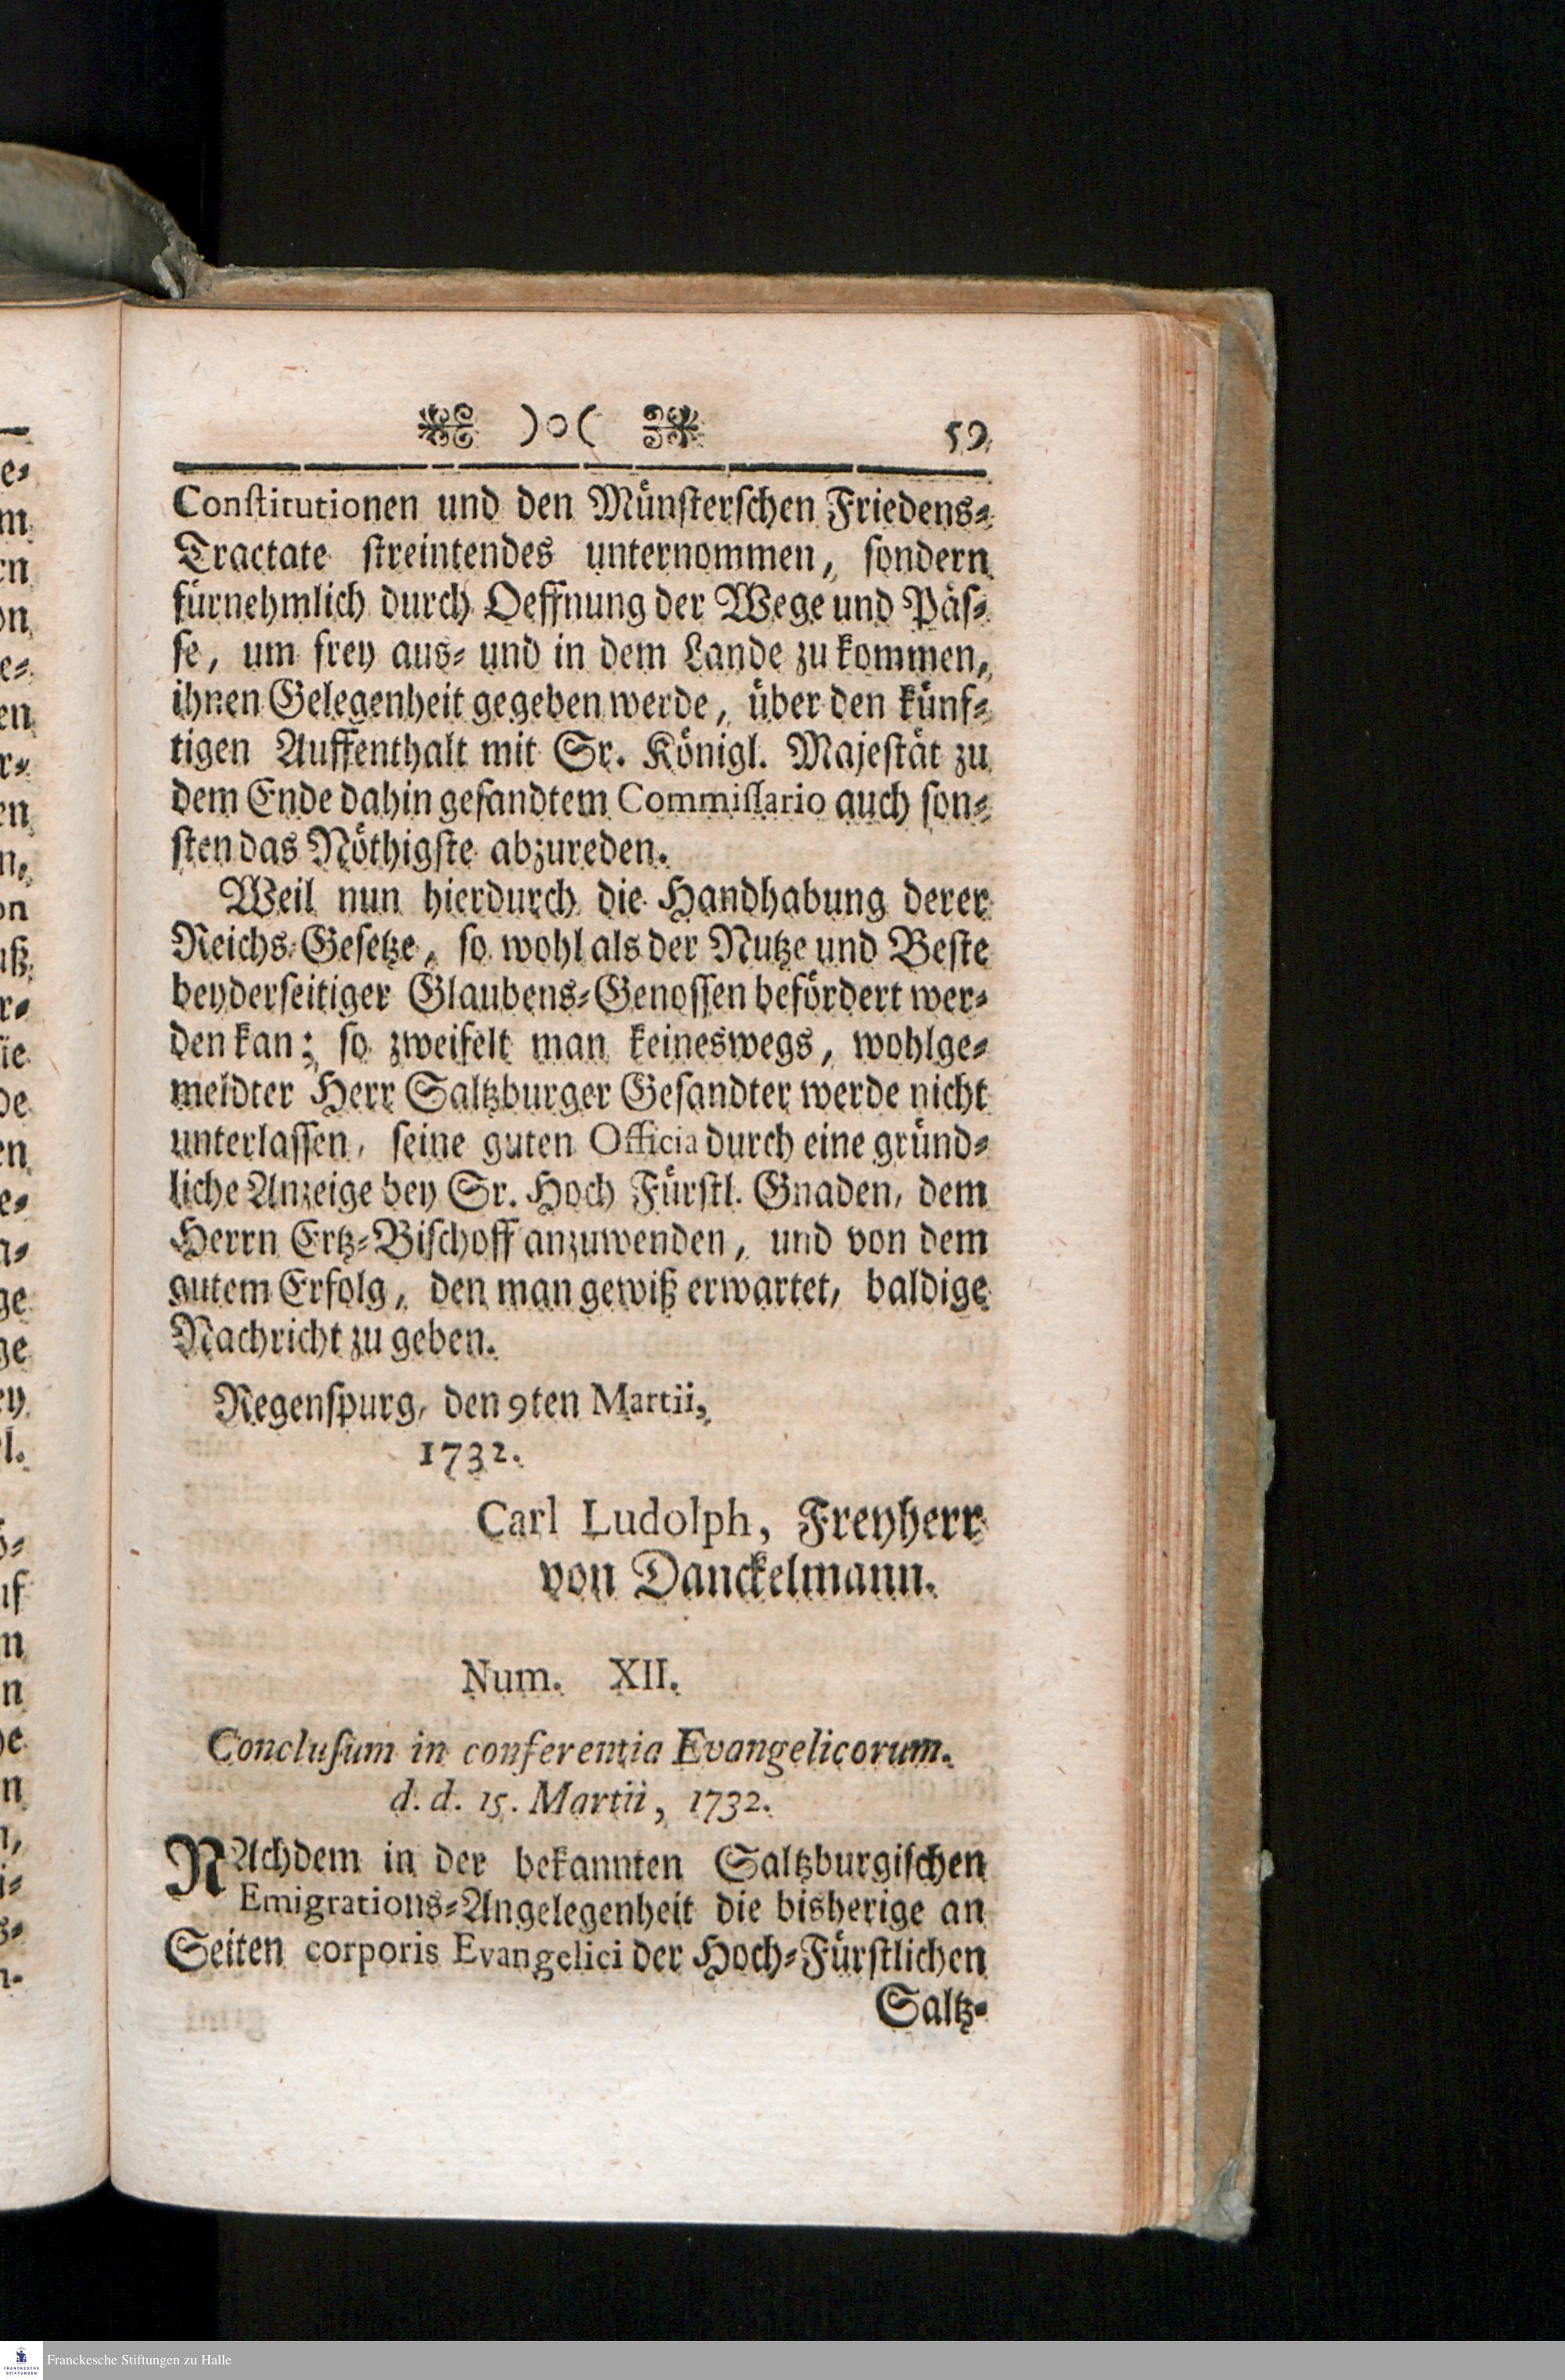 )o( 59
Constitutionen und den Münsterschen Friedens-
Tractate streintendes unternommen, sondern
fürnehmlich durch Oeffnung der Wege und Päs-
se, um frey aus- und in dem Lande zu kommen,
ihnen Gelegenheit gegeben werde, über den künf-
tigen Auffenthalt mit Sr. Königl. Majestät zu
dem Ende dahin gesandtem Commissario auch son-
sten das Nöthigste abzureden.
Weil nun hierdurch die Handhabung derer
Reichs-Gesetze, so wohl als der Nutze und Beste
beyderseitiger Glaubens-Genossen befördert wer-
den kan; so zweifelt man keineswegs, wohlge-
meldter Herr Saltzburger Gesandter werde nicht
unterlassen, seine guten Officia durch eine gründ-
liche Anzeige bey Sr. Hoch Fürstl. Gnaden, dem
Herrn Ertz-Bischoff anzuwenden, und von dem
gutem Erfolg, den man gewiß erwartet, baldige
Nachricht zu geben.
Regenspurg, den 9ten Martii,
1732.
Carl Ludolph, Freyherr
von Danckelmann.
Num. XII.
Conclusum in conferentia Evangelicorum.
d. d. 15. Martii, 1732.
NAchdem in der bekannten Saltzburgischen
Emigrations-Angelegenheit die bisherige an
Seiten corporis Evangelici der Hoch-Fürstlichen
Saltz-
Franckesche Stiftungen zu Halle